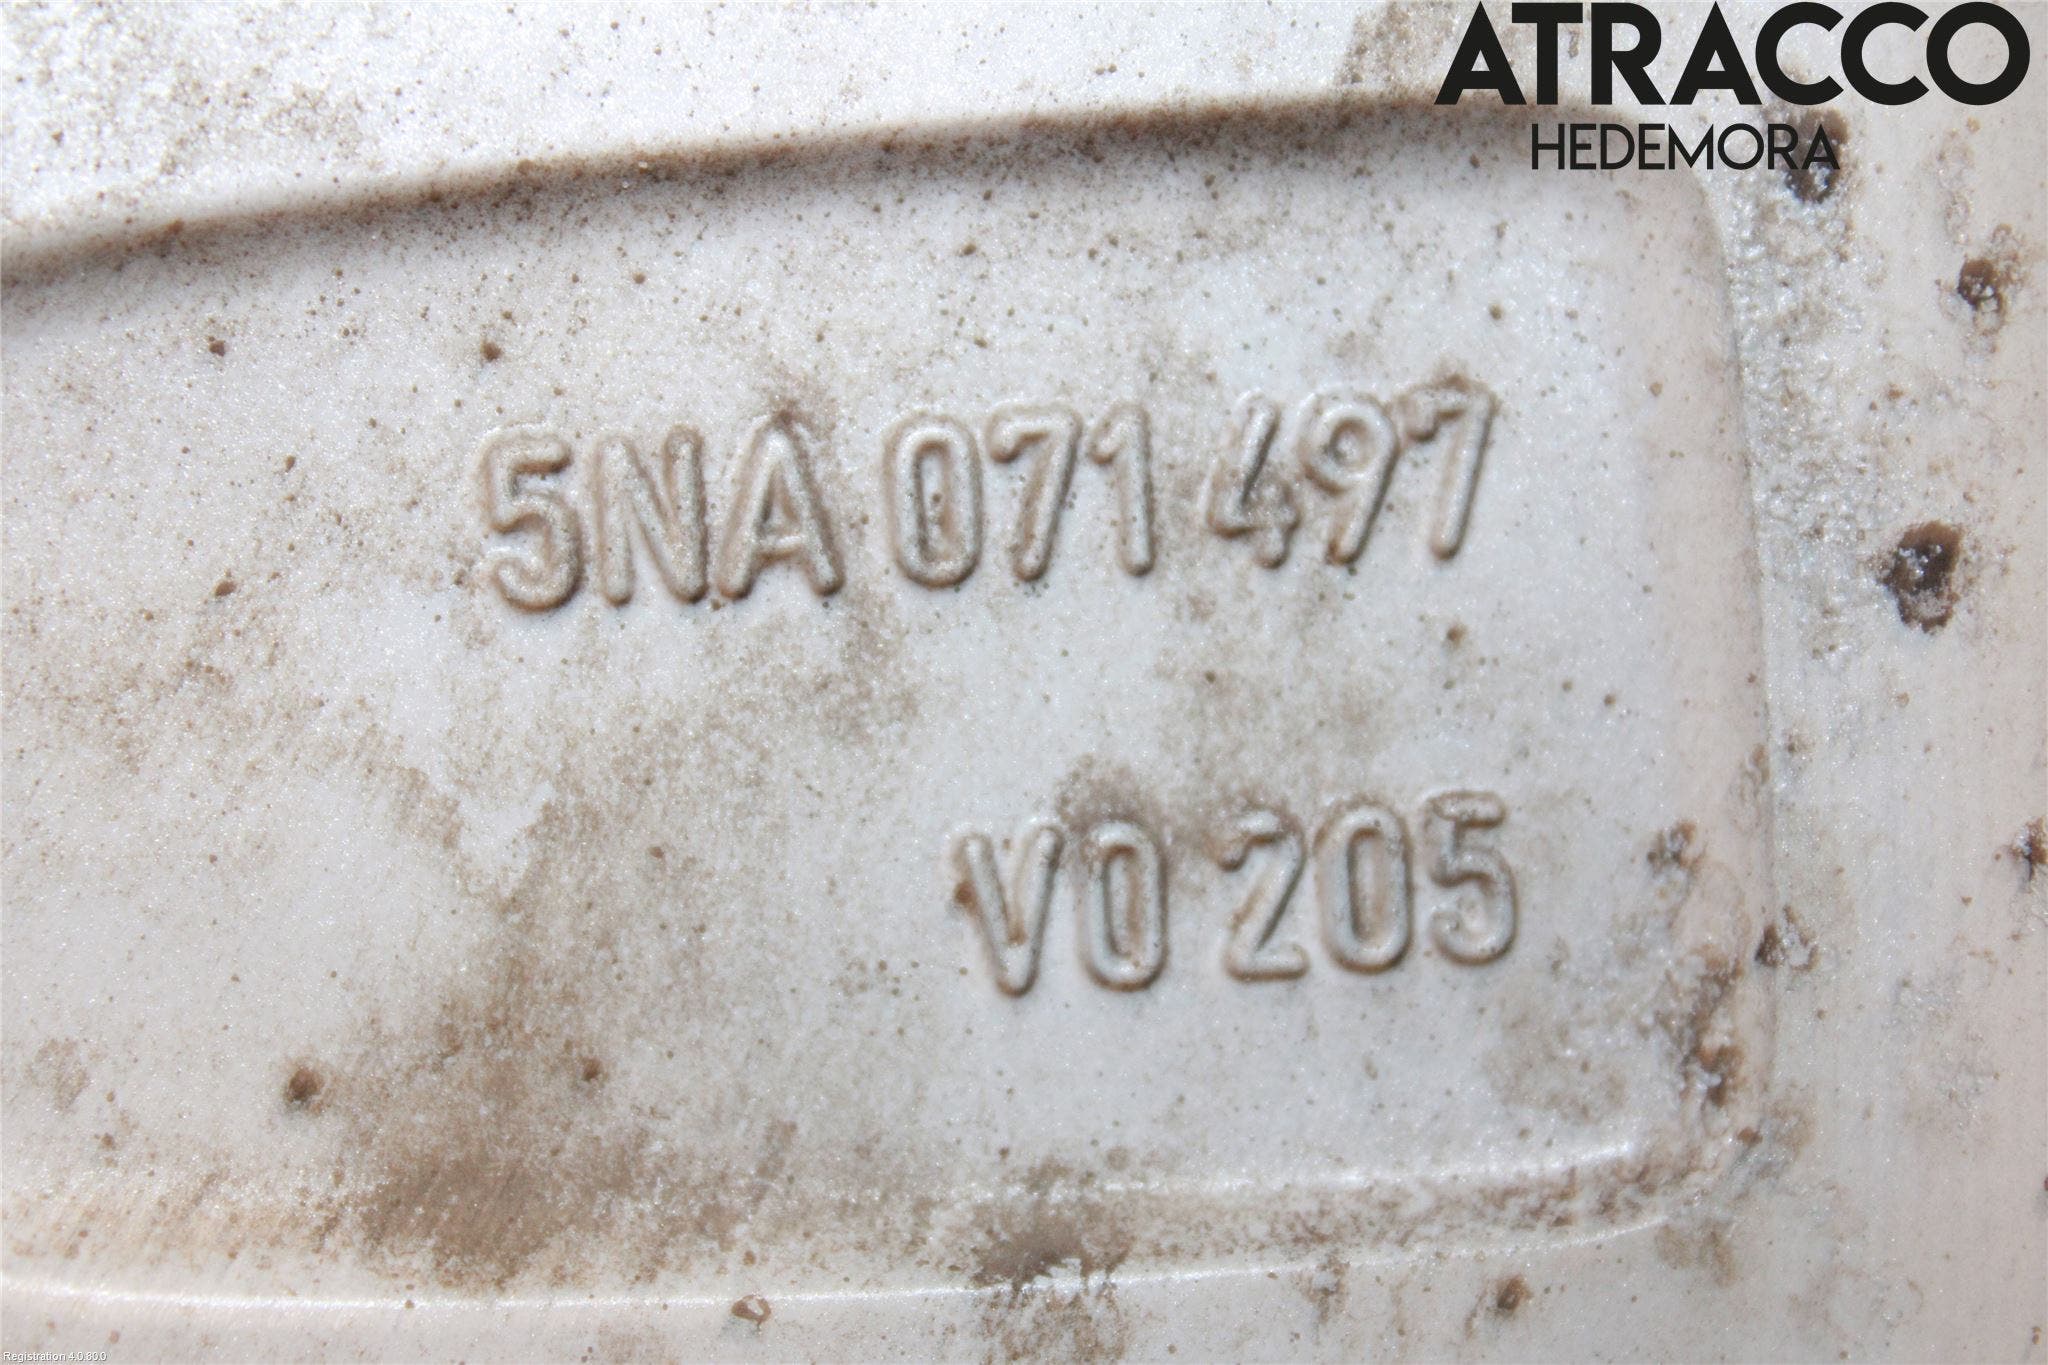 ATRACCO
HEDEMORA
5NA 071 497
V0 205
Registration 4.0.80.0